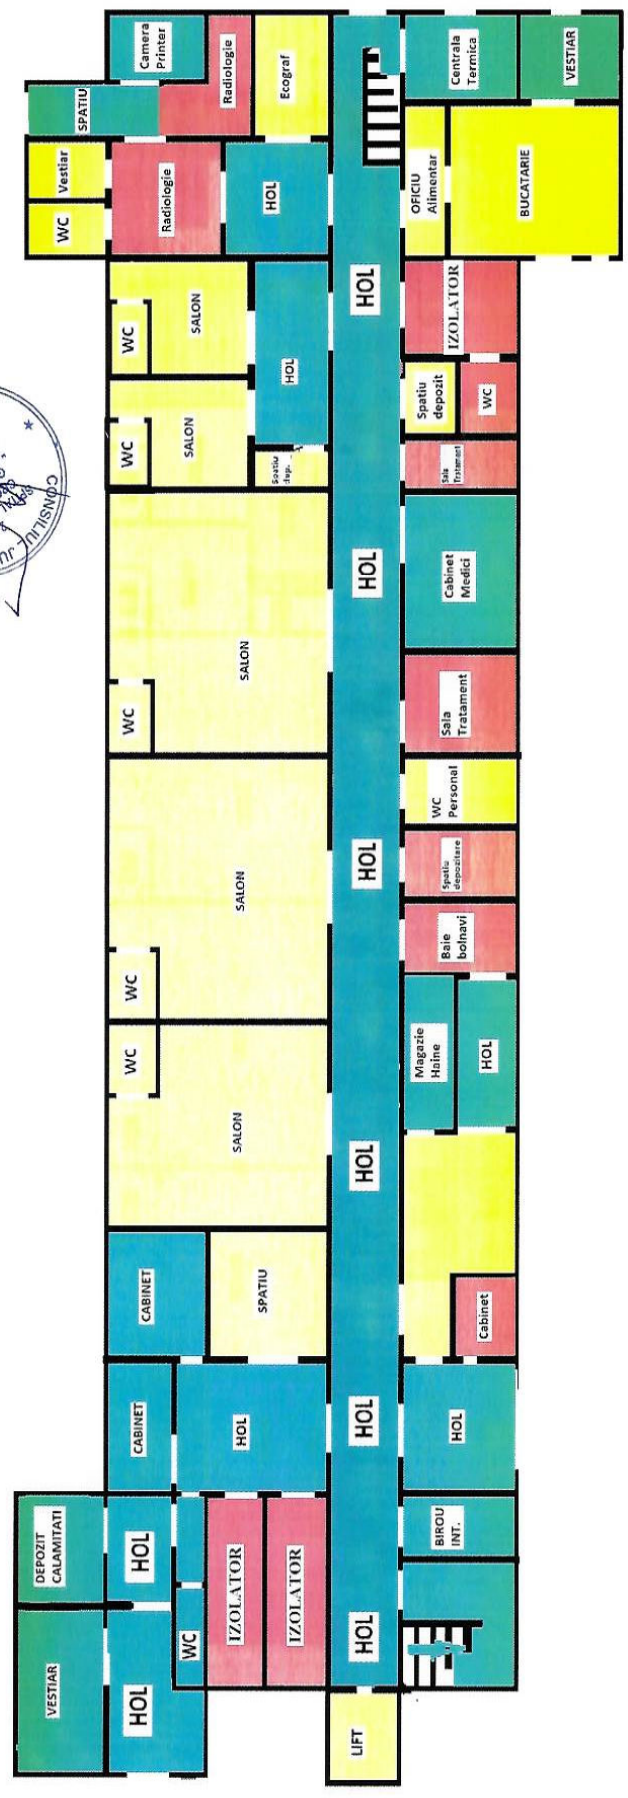 Camera
Printer
Radiologie
Ecograf
SPATIU
Vestiar
WC
Radiologie
HOL
Centrala
Termica
VESTIAR
OFICIU
Alimentar
BUCATARIE
WC
SALON
HOL
HOL
IZOLATOR
WC
SALON
Spatiu
dep.
Spatiu
depozit
WC
Sala
Tratament
CONSILIU
HOL
Cabinet
Medici
SALON
WC
Sala
Tratament
WC
Personal
SALON
HOL
Spatiu
depozitare
Baie
bolnavi
WC
WC
Magazie
Haine
HOL
SALON
HOL
CABINET
SPATIU
Cabinet
CABINET
HOL
HOL
HOL
DEPOZIT
CALAMITATI
HOL
BIROU
INT.
IZOLATOR
IZOLATOR
WC
HOL
VESTIAR
HOL
LIFT